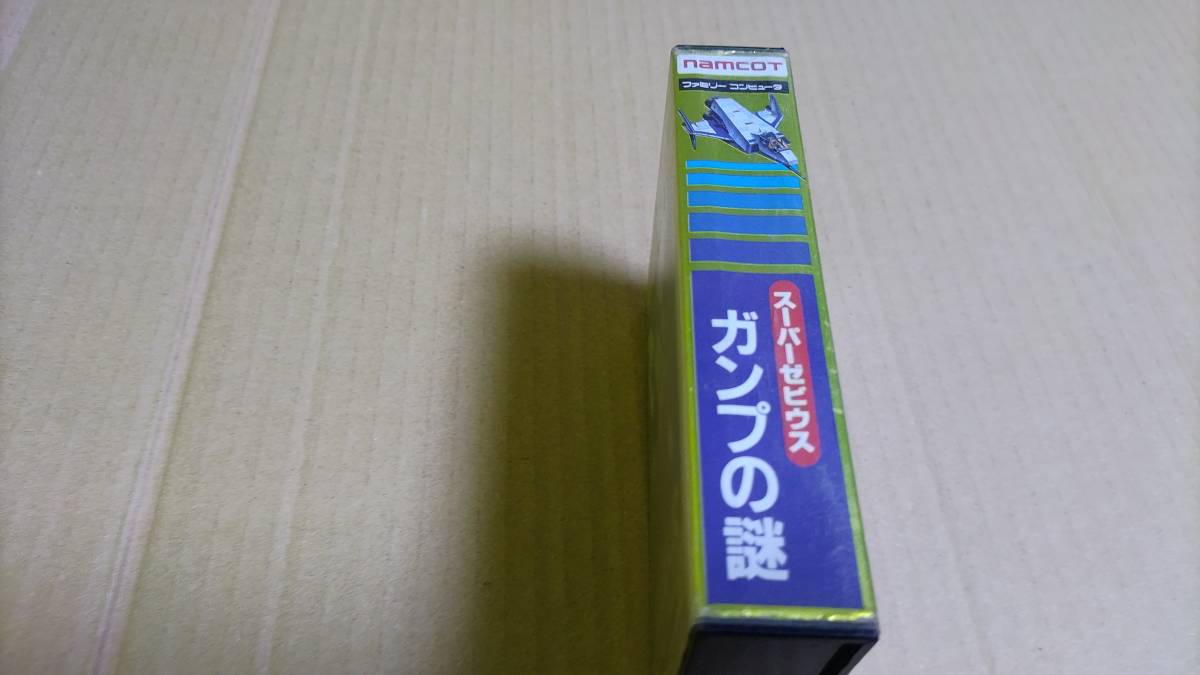 namcot
ファミリー コンピュータ
スーパーゼビウス
ガンプの謎